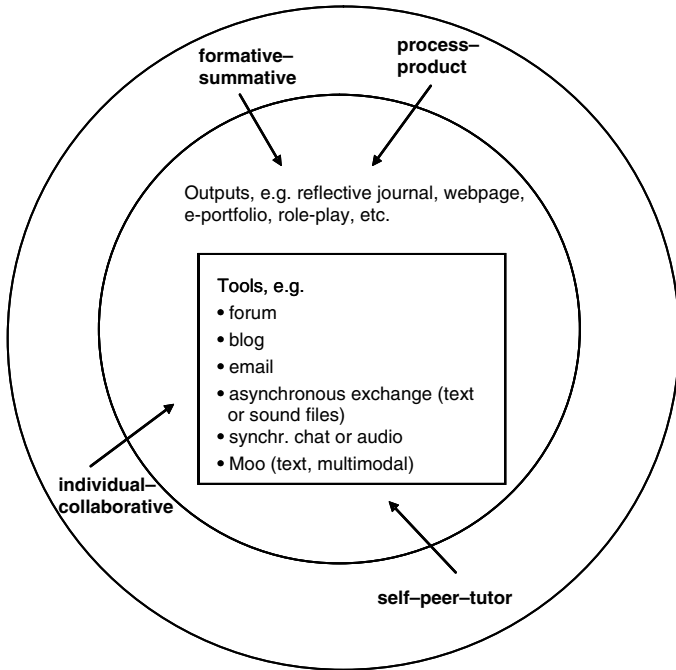 formative–
summative
process–
product
Outputs, e.g. reflective journal, webpage,
e-portfolio, role-play, etc.
Tools, e.g.
• forum
• blog
• email
• asynchronous exchange (text
or sound files)
• synchr. chat or audio
• Moo (text, multimodal)
individual–
collaborative
self–peer–tutor